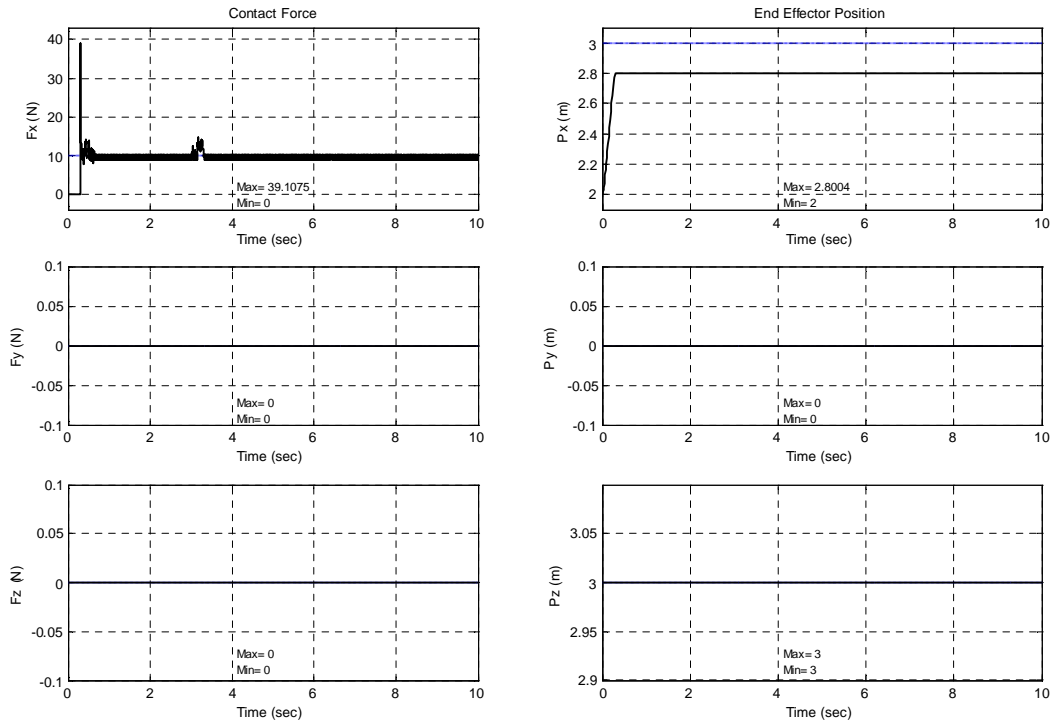 Contact Force
40
30
20
10
0
Fx (N)
Max= 39.1075
Min= 0
0 2 4 6 8 10
Time (sec)
End Effector Position
3
2.8
2.6
2.4
2.2
2
Px (m)
Max= 2.8004
Min= 2
0 2 4 6 8 10
Time (sec)
0.1
0.05
0
-0.05
-0.1
Fy (N)
Max= 0
Min= 0
0 2 4 6 8 10
Time (sec)
0.1
0.05
0
-0.05
-0.1
Py (m)
Max= 0
Min= 0
0 2 4 6 8 10
Time (sec)
0.1
0.05
0
-0.05
-0.1
Fz (N)
Max= 0
Min= 0
0 2 4 6 8 10
Time (sec)
3.05
3
2.95
2.9
Pz (m)
Max= 3
Min= 3
0 2 4 6 8 10
Time (sec)